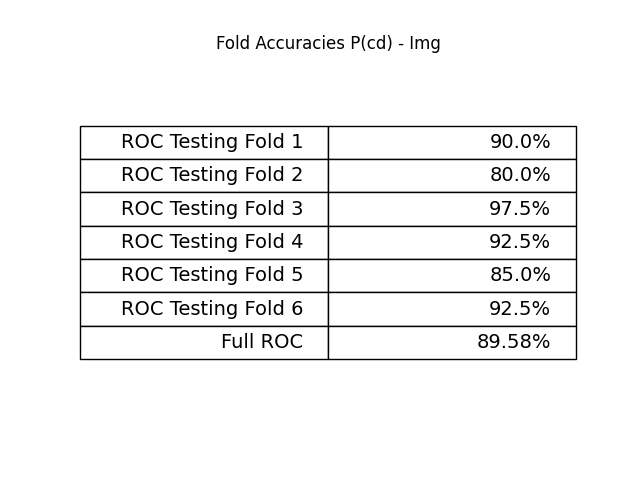 Fold Accuracies P(cd) - Img
ROC Testing Fold 1 90.0%
ROC Testing Fold 2 80.0%
ROC Testing Fold 3 97.5%
ROC Testing Fold 4 92.5%
ROC Testing Fold 5 85.0%
ROC Testing Fold 6 92.5%
Full ROC 89.58%